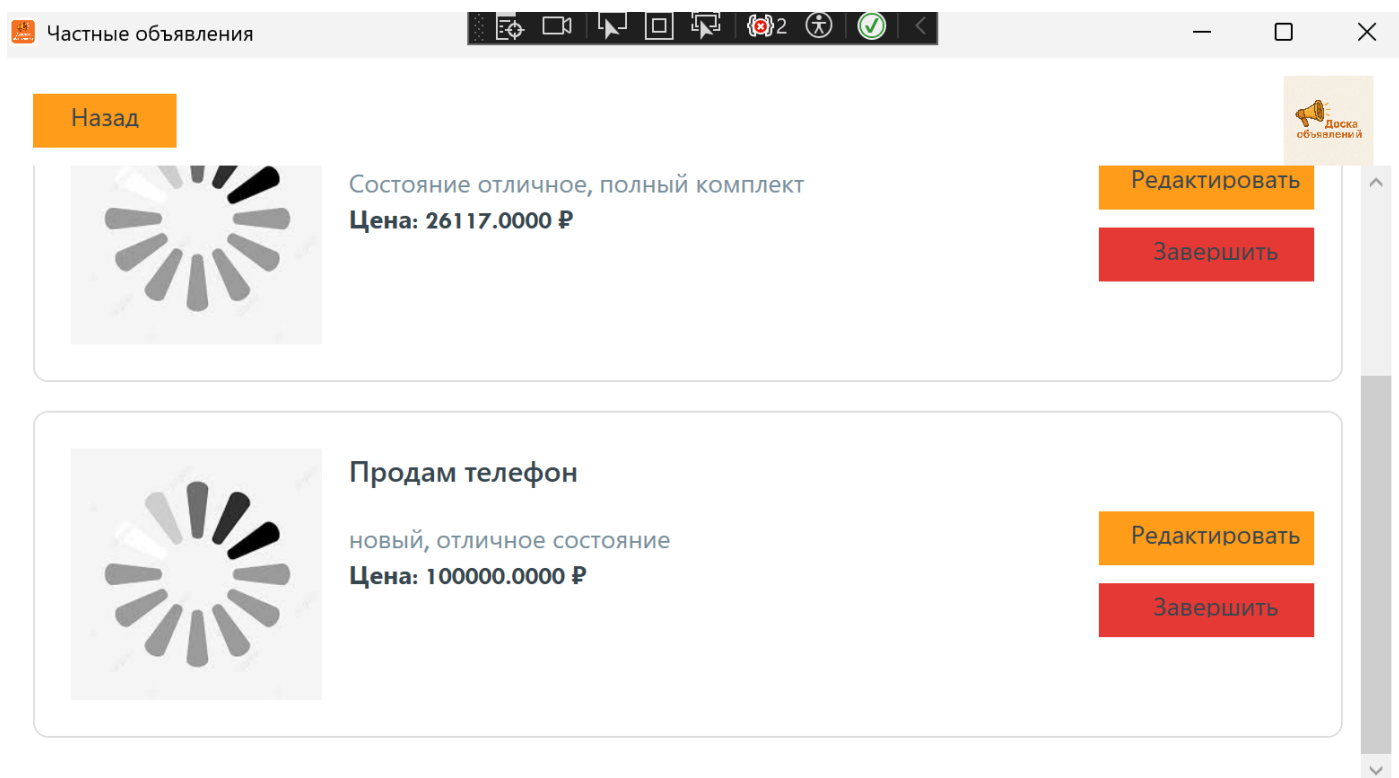 Частные объявления
2
Назад
Доска
объявлений
Состояние отличное, полный комплект
Цена: 26117.0000 ₽
Редактировать
Завершить
Продам телефон
новый, отличное состояние
Цена: 100000.0000 ₽
Редактировать
Завершить